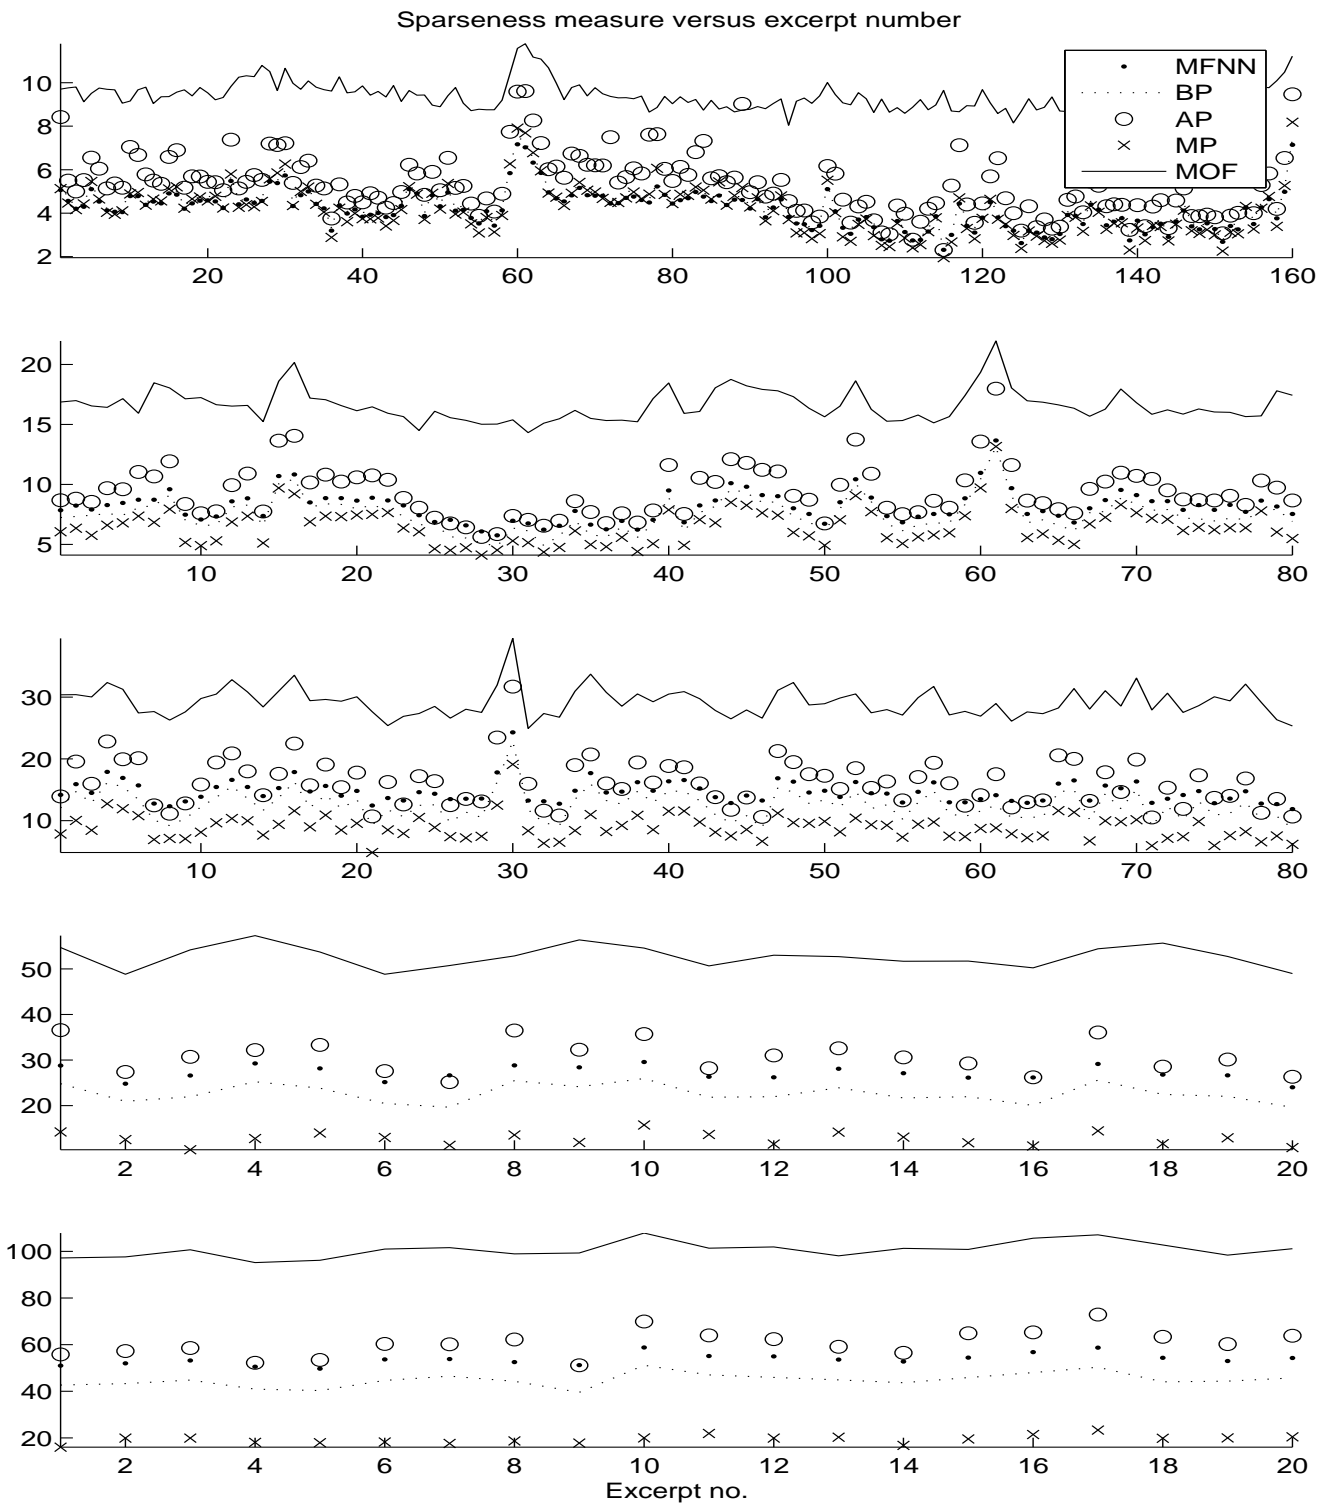 Sparseness measure versus excerpt number
MFNN
BP
AP
MP
MOF
10
8
6
4
2
20 40 60 80 100 120 140 160
20
15
10
5
10 20 30 40 50 60 70 80
30
20
10
10 20 30 40 50 60 70 80
50
40
30
20
2 4 6 8 10 12 14 16 18 20
100
80
60
40
20
2 4 6 8 10 12 14 16 18 20
Excerpt no.